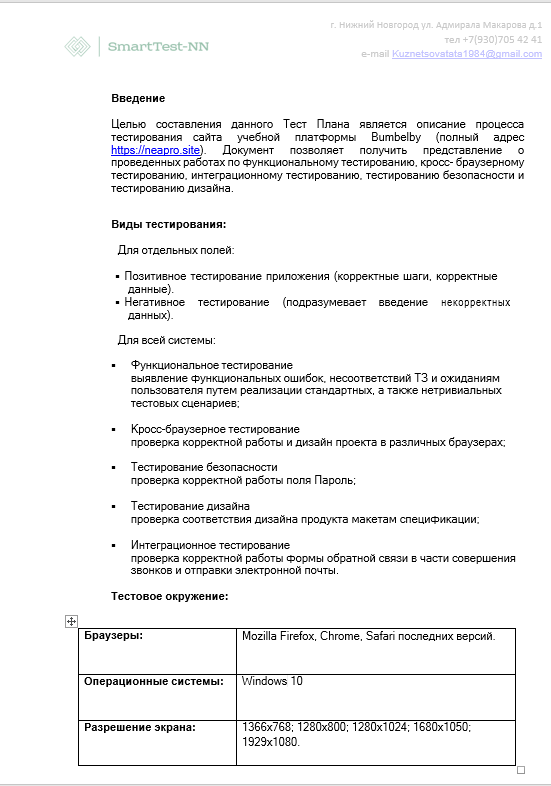 г. Нижний Новгород ул. Адмирала Макарова д.1
SmartTest-NN
тел +7(930)705 42 41
e-mail Kuznetsovatata1984@gmail.com
Введение
Целью составления данного Тест Плана является описание процесса
тестирования сайта учебной платформы Bumbelby (полный адрес
https://neapro.site). Документ позволяет получить представление о
проведенных работах по функциональному тестированию, кросс- браузерному
тестированию, интеграционному тестированию, тестированию безопасности и
тестированию дизайна.
Виды тестирования:
Для отдельных полей:
▪ Позитивное тестирование приложения (корректные шаги, корректные
данные).
▪ Негативное тестирование (подразумевает введение некорректных
данных).
Для всей системы:
▪ Функциональное тестирование
выявление функциональных ошибок, несоответствий ТЗ и ожиданиям
пользователя путем реализации стандартных, а также нетривиальных
тестовых сценариев;
▪ Кросс-браузерное тестирование
проверка корректной работы и дизайн проекта в различных браузерах;
▪ Тестирование безопасности
проверка корректной работы поля Пароль;
▪ Тестирование дизайна
проверка соответствия дизайна продукта макетам спецификации;
▪ Интеграционное тестирование
проверка корректной работы формы обратной связи в части совершения
звонков и отправки электронной почты.
Тестовое окружение:
Браузеры: Mozilla Firefox, Chrome, Safari последних версий.
Операционные системы: Windows 10
Разрешение экрана: 1366x768; 1280x800; 1280x1024; 1680x1050;
1929x1080.